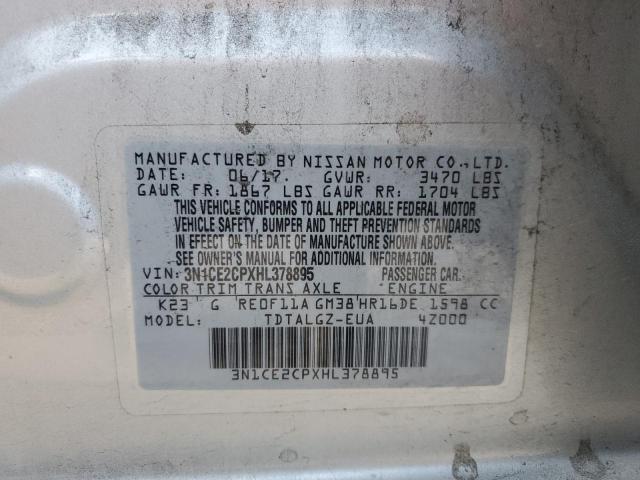 MANUFACTURED BY NISSAN MOTOR CO.,LTD.
DATE: 06/17. GVWR: 3470 LBS
GAWR FR: 1867 LBS GAWR RR: 1704 LBS
THIS VEHICLE CONFORMS TO ALL APPLICABLE FEDERAL MOTOR
VEHICLE SAFETY, BUMPER AND THEFT PREVENTION STANDARDS
IN EFFECT ON THE DATE OF MANUFACTURE SHOWN ABOVE.
SEE OWNER'S MANUAL FOR ADDITIONAL INFORMATION.
VIN: 3N1CE2CPXHL378895 PASSENGER CAR.
COLOR TRIM TRANS AXLE ENGINE
K23 G RE0F11A GM38 HR16DE 1598 CC
MODEL: TDTALGZ-EUA 4Z000
3N1CE2CPXHL378895